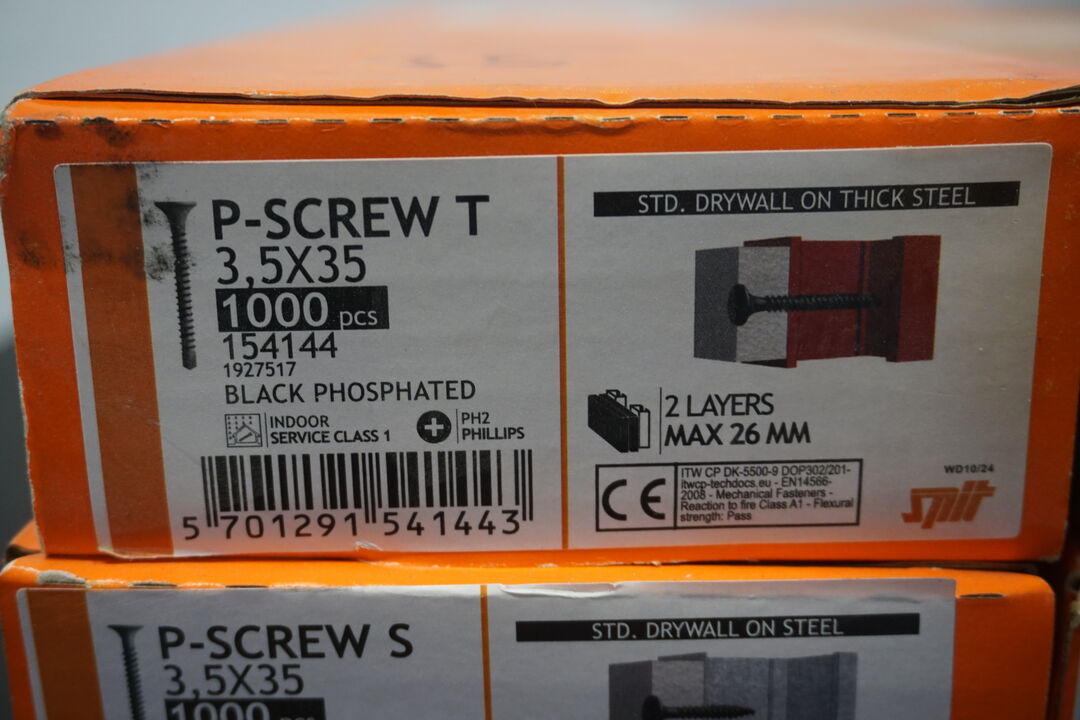 P-SCREW T
3,5X35
1000 pcs
154144
1927517
BLACK PHOSPHATED
INDOOR
SERVICE CLASS 1
PH2
PHILLIPS
5 701291 541443
STD. DRYWALL ON THICK STEEL
2 LAYERS
MAX 26 MM
CE
ITW CP DK-5500-9 DOP302/201-
itwcp-techdocs.eu - EN14566-
2008 - Mechanical Fasteners -
Reaction to fire Class A1 - Flexural
strength: Pass
WD10/24
spit
P-SCREW S
3,5X35
1000 pcs
STD. DRYWALL ON STEEL